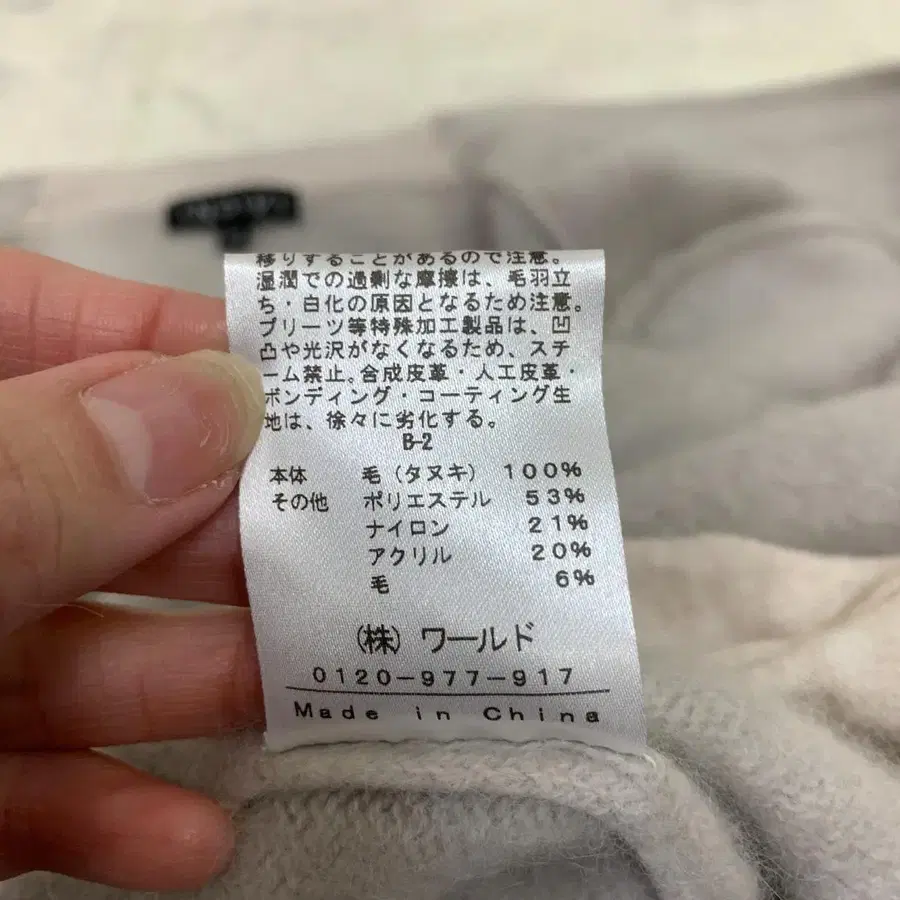 移りすることがあるので注意。
湿潤での過剰な摩擦は、毛羽立
ち・白化の原因となるため注意。
プリーツ等特殊加工製品は、凹
凸や光沢がなくなるため、スチ
ーム禁止。合成皮革・人工皮革・
ボンディング・コーティング生
地は、徐々に劣化する。
B-2
本体 毛(タヌキ) 100%
その他 ポリエステル 53%
ナイロン 21%
アクリル 20%
毛 6%
(株) ワールド
0120-977-917
Made in China